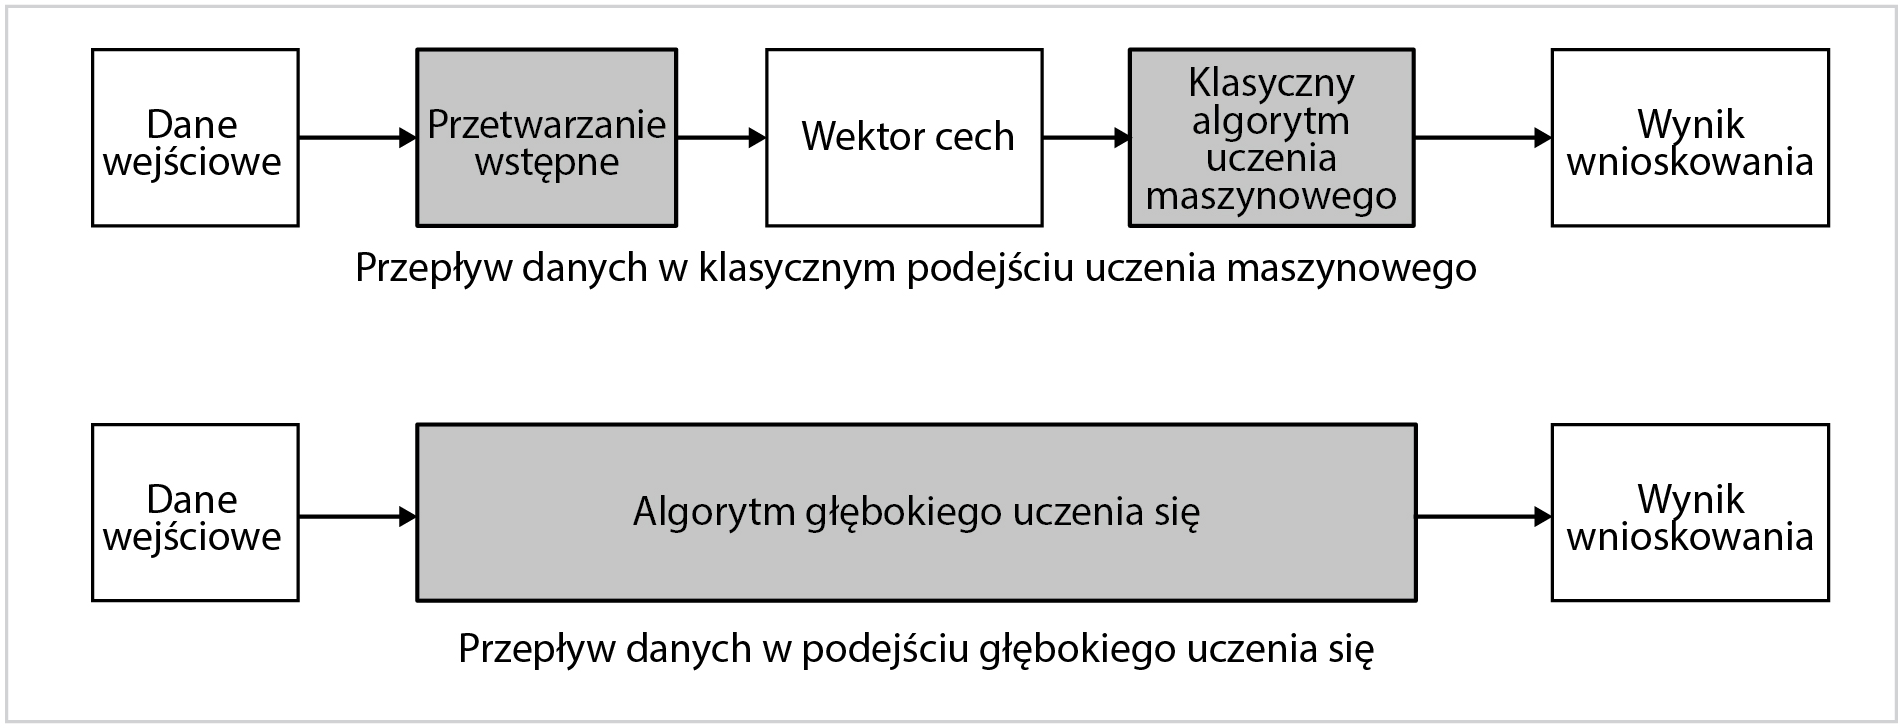 Dane
wejściowe
Przetwarzanie
wstępne
Wektor cech
Klasyczny
algorytm
uczenia
maszynowego
Wynik
wnioskowania
Przepływ danych w klasycznym podejściu uczenia maszynowego
Dane
wejściowe
Algorytm głębokiego uczenia się
Wynik
wnioskowania
Przepływ danych w podejściu głębokiego uczenia się